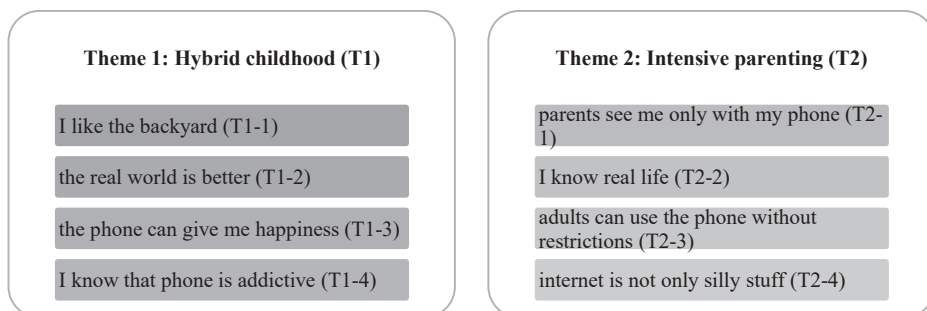 Theme 1: Hybrid childhood (T1)
I like the backyard (T1-1)
the real world is better (T1-2)
the phone can give me happiness (T1-3)
I know that phone is addictive (T1-4)
Theme 2: Intensive parenting (T2)
parents see me only with my phone (T2-
1)
I know real life (T2-2)
adults can use the phone without
restrictions (T2-3)
internet is not only silly stuff (T2-4)